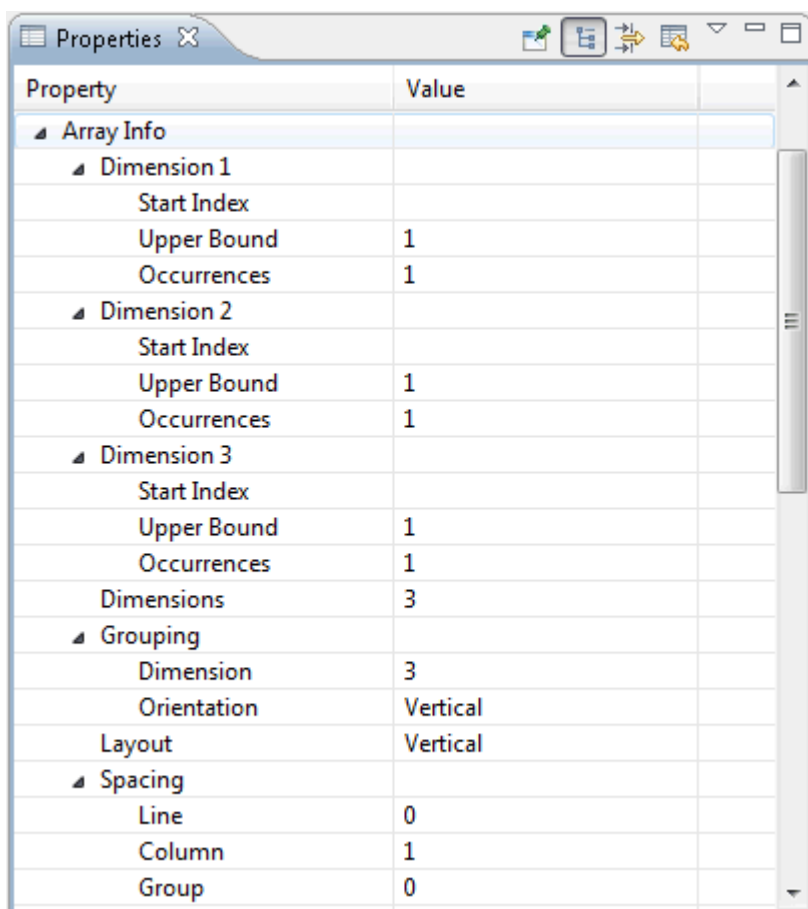 Properties
Property Value
Array Info
Dimension 1
Start Index
Upper Bound 1
Occurrences 1
Dimension 2
Start Index
Upper Bound 1
Occurrences 1
Dimension 3
Start Index
Upper Bound 1
Occurrences 1
Dimensions 3
Grouping
Dimension 3
Orientation Vertical
Layout Vertical
Spacing
Line 0
Column 1
Group 0